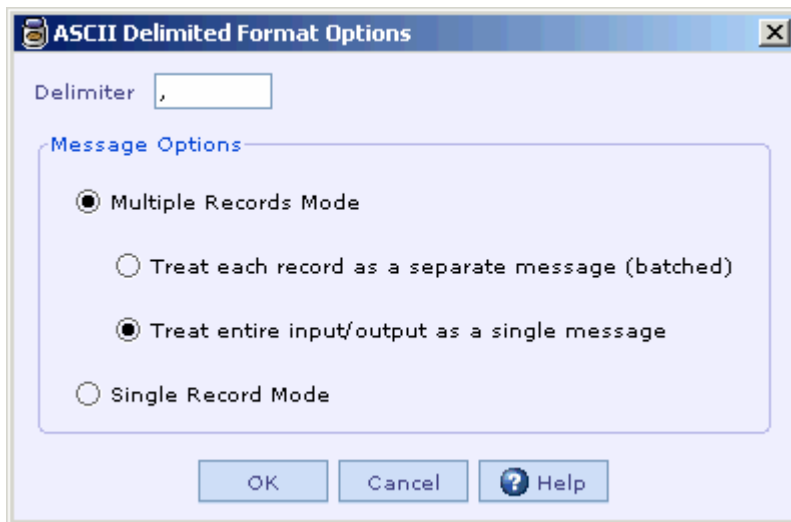 ASCII Delimited Format Options
Delimiter ,
Message Options
Multiple Records Mode
Treat each record as a separate message (batched)
Treat entire input/output as a single message
Single Record Mode
OK Cancel Help